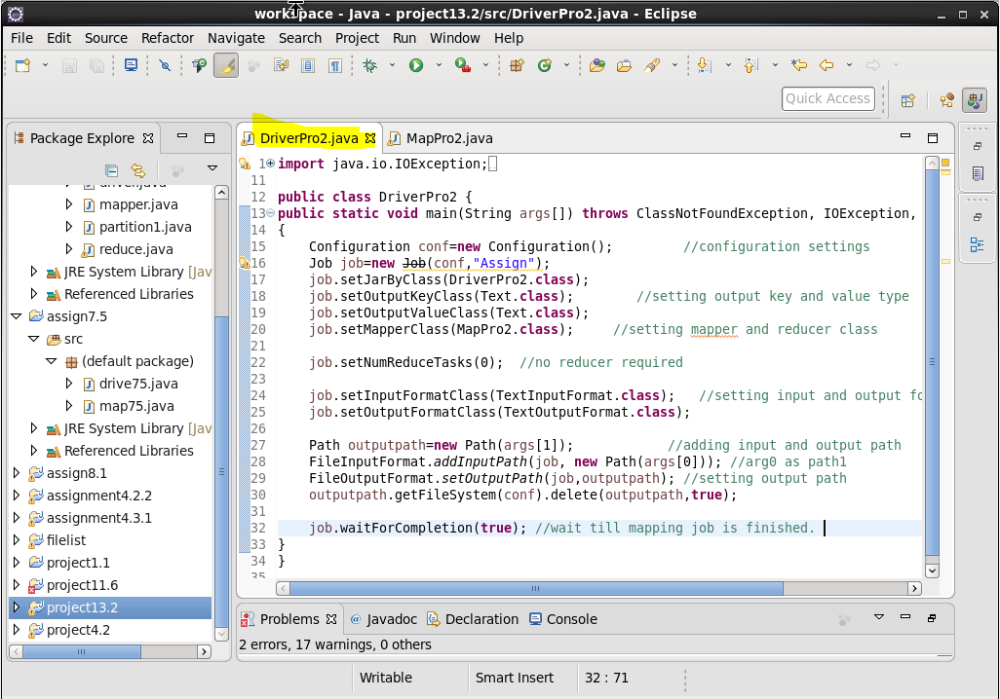 workspace - Java - project13.2/src/DriverPro2.java - Eclipse
File Edit Source Refactor Navigate Search Project Run Window Help
Quick Access
Package Explore
driver.java
mapper.java
partition1.java
reduce.java
JRE System Library [Jav
Referenced Libraries
assign7.5
src
(default package)
drive75.java
map75.java
JRE System Library [Jav
Referenced Libraries
assign8.1
assignment4.2.2
assignment4.3.1
filelist
project1.1
project11.6
project13.2
project4.2
DriverPro2.java MapPro2.java
1 import java.io.IOException;
11
12 public class DriverPro2 {
13 public static void main(String args[]) throws ClassNotFoundException, IOException,
14 {
15 Configuration conf=new Configuration(); //configuration settings
16 Job job=new Job(conf,"Assign");
17 job.setJarByClass(DriverPro2.class);
18 job.setOutputKeyClass(Text.class); //setting output key and value type
19 job.setOutputValueClass(Text.class);
20 job.setMapperClass(MapPro2.class); //setting mapper and reducer class
21
22 job.setNumReduceTasks(0); //no reducer required
23
24 job.setInputFormatClass(TextInputFormat.class); //setting input and output fo
25 job.setOutputFormatClass(TextOutputFormat.class);
26
27 Path outputpath=new Path(args[1]); //adding input and output path
28 FileInputFormat.addInputPath(job, new Path(args[0])); //arg0 as path1
29 FileOutputFormat.setOutputPath(job,outputpath); //setting output path
30 outputpath.getFileSystem(conf).delete(outputpath,true);
31
32 job.waitForCompletion(true); //wait till mapping job is finished.
33 }
34 }
35
Problems Javadoc Declaration Console
2 errors, 17 warnings, 0 others
Writable Smart Insert 32 : 71